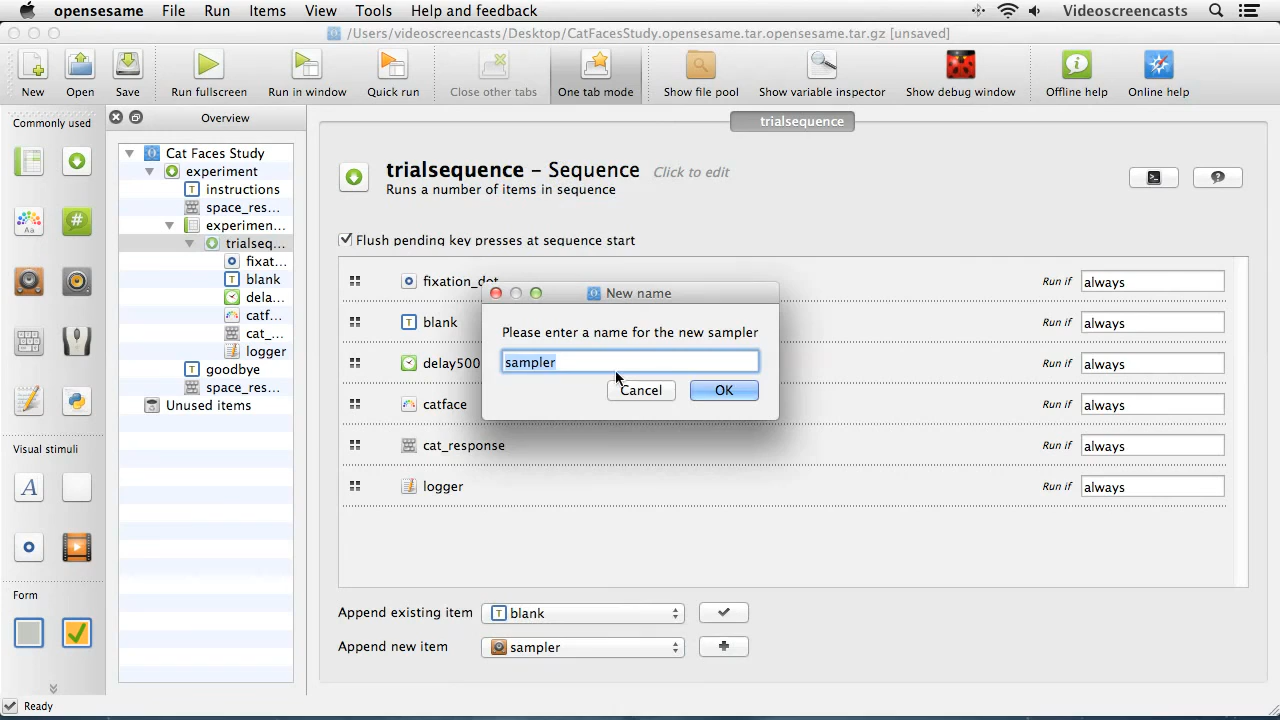 opensesame File Run Items View Tools Help and feedback Videoscreencasts
/Users/videoscreencasts/Desktop/CatFacesStudy.opensesame.tar.opensesame.tar.gz [unsaved]
New Open Save Run fullscreen Run in window Quick run Close other tabs One tab mode Show file pool Show variable inspector Show debug window Offline help Online help
Commonly used
Aa
Visual stimuli
A
Form
Overview
Cat Faces Study
experiment
T instructions
space_res...
experimen...
trialseq...
fixat...
T blank
dela...
catf...
cat_...
logger
T goodbye
space_res...
Unused items
trialsequence
trialsequence – Sequence Click to edit
Runs a number of items in sequence
Flush pending key presses at sequence start
fixation_dot Run if always
T blank Run if always
delay500 Run if always
catface Run if always
cat_response Run if always
logger Run if always
New name
Please enter a name for the new sampler
sampler
Cancel OK
Append existing item T blank
Append new item sampler
Ready